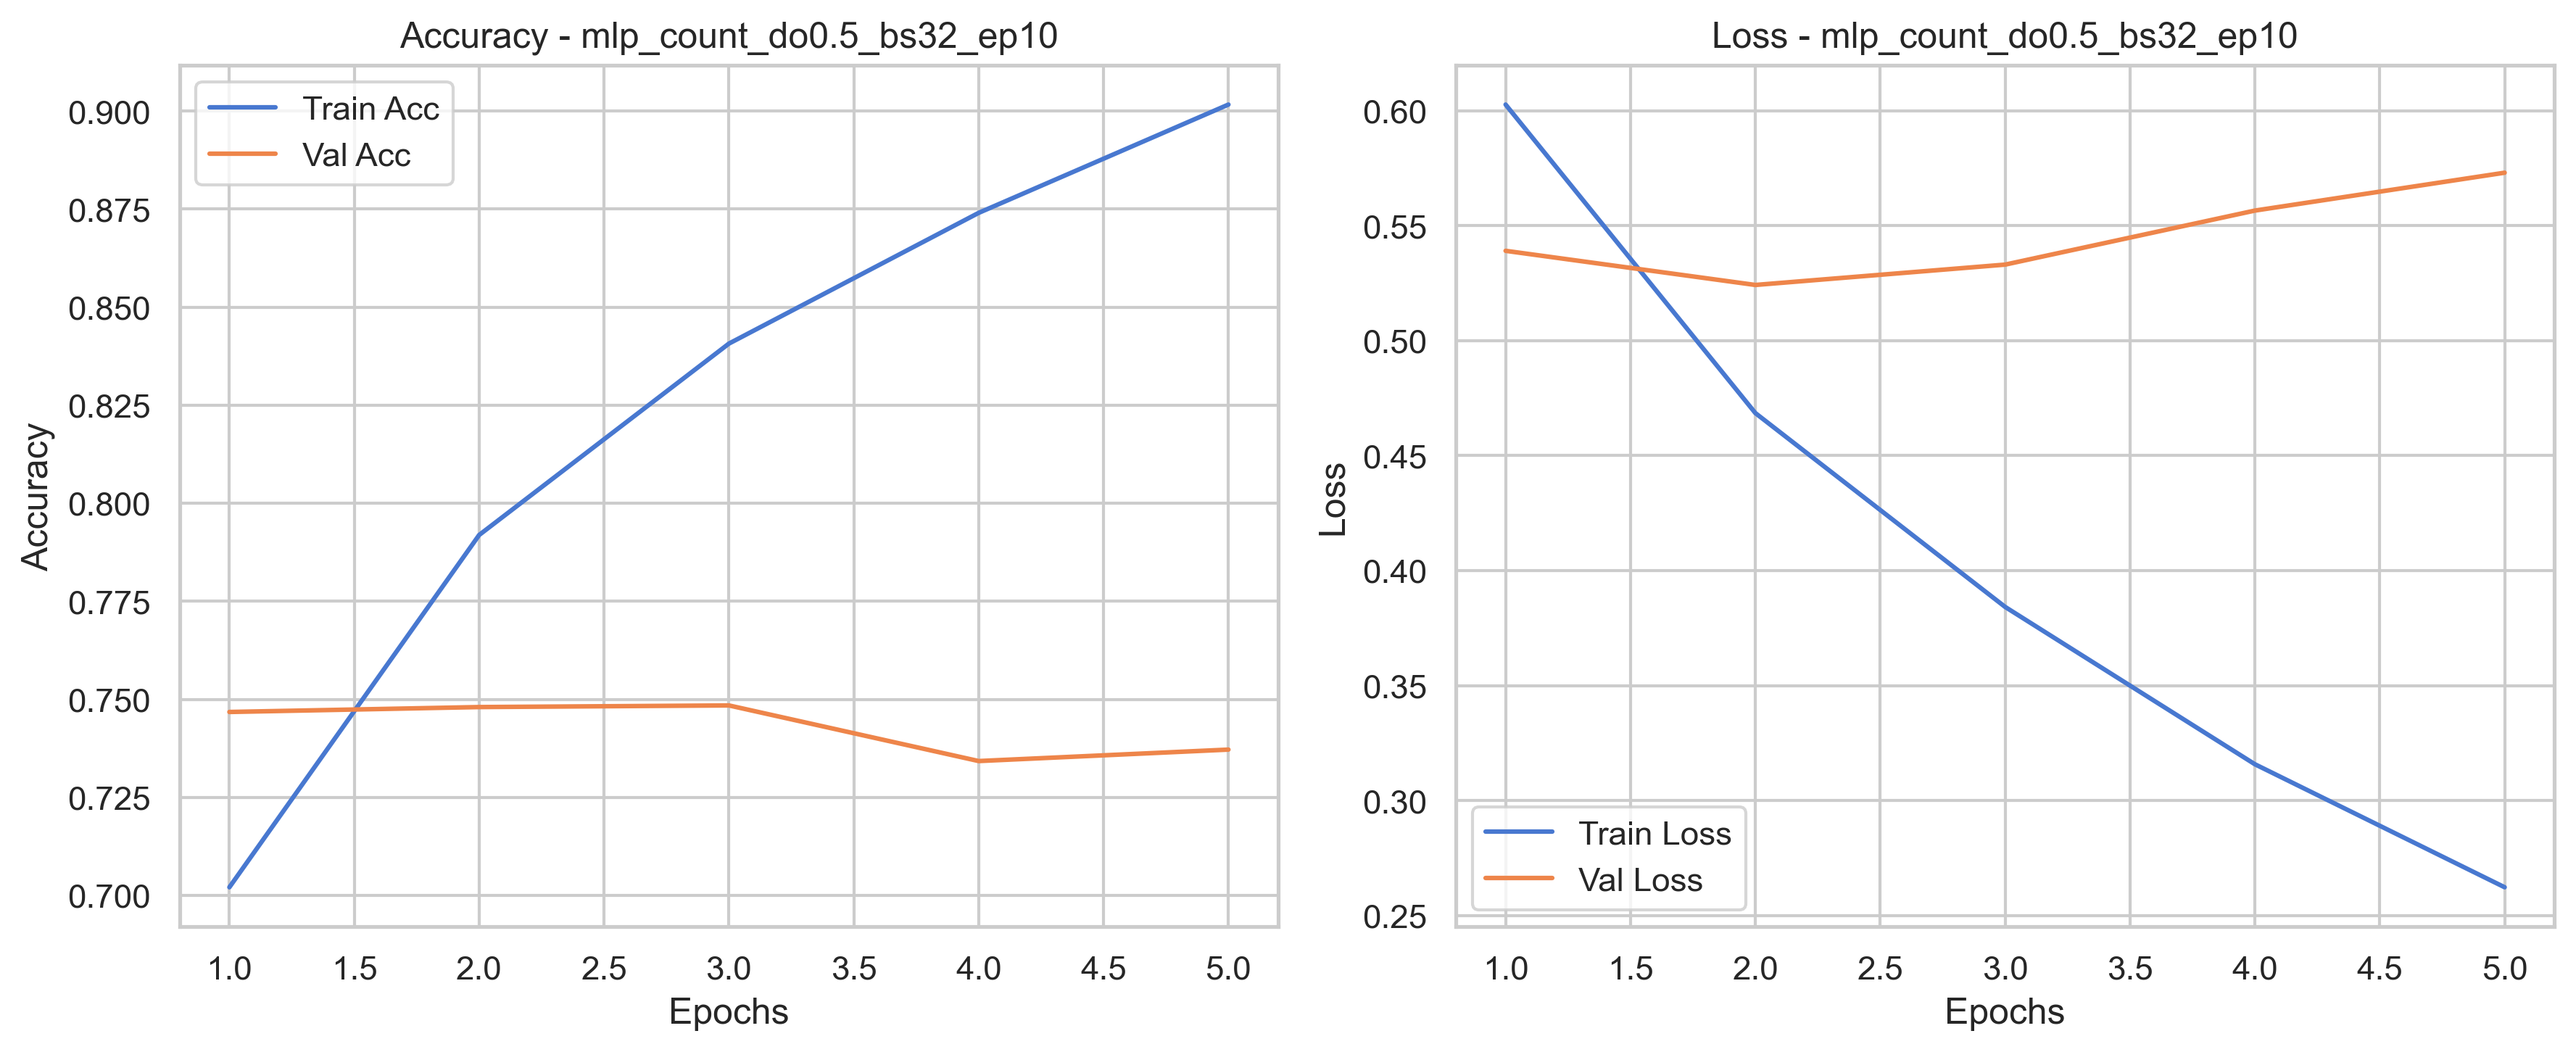 Accuracy - mlp_count_do0.5_bs32_ep10
Train Acc
Val Acc
0.900
0.875
0.850
0.825
0.800
0.775
0.750
0.725
0.700
Accuracy
1.0 1.5 2.0 2.5 3.0 3.5 4.0 4.5 5.0
Epochs
Loss - mlp_count_do0.5_bs32_ep10
0.60
0.55
0.50
0.45
0.40
0.35
0.30
0.25
Loss
Train Loss
Val Loss
1.0 1.5 2.0 2.5 3.0 3.5 4.0 4.5 5.0
Epochs